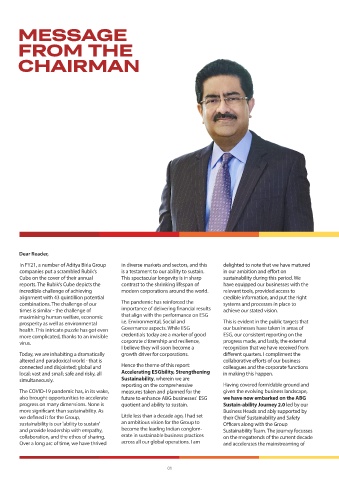 MESSAGE
FROM THE
CHAIRMAN
Dear Reader,
In FY21, a number of Aditya Birla Group
companies put a scrambled Rubik's
Cube on the cover of their annual
reports. The Rubik's Cube depicts the
incredible challenge of achieving
alignment with 43 quintillion potential
combinations. The challenge of our
times is similar – the challenge of
maximising human welfare, economic
prosperity as well as environmental
health. This intricate puzzle has got even
more complicated, thanks to an invisible
virus.
Today, we are inhabiting a dramatically
altered and paradoxical world - that is
connected and disjointed; global and
local; vast and small; safe and risky, all
simultaneously.
The COVID-19 pandemic has, in its wake,
also brought opportunities to accelerate
progress on many dimensions. None is
more significant than sustainability. As
we defined it for the Group,
sustainability is our 'ability to sustain'
and provide leadership with empathy,
collaboration, and the ethos of sharing.
Over a long arc of time, we have thrived
in diverse markets and sectors, and this
is a testament to our ability to sustain.
This spectacular longevity is in sharp
contrast to the shrinking lifespan of
modern corporations around the world.
The pandemic has reinforced the
importance of delivering financial results
that align with the performance on ESG
i.e. Environmental, Social and
Governance aspects. While ESG
credentials today are a marker of good
corporate citizenship and resilience,
I believe they will soon become a
growth driver for corporations.
Hence the theme of this report:
Accelerating ESGbility, Strengthening
Sustainability, wherein we are
reporting on the comprehensive
measures taken and planned for the
future to enhance ABG businesses' ESG
quotient and ability to sustain.
Little less than a decade ago, I had set
an ambitious vision for the Group to
become the leading Indian conglom-
erate in sustainable business practices
across all our global operations. I am
delighted to note that we have matured
in our ambition and effort on
sustainability during this period. We
have equipped our businesses with the
relevant tools, provided access to
credible information, and put the right
systems and processes in place to
achieve our stated vision.
This is evident in the public targets that
our businesses have taken in areas of
ESG, our consistent reporting on the
progress made, and lastly, the external
recognition that we have received from
different quarters. I compliment the
collaborative efforts of our business
colleagues and the corporate functions
in making this happen.
Having covered formidable ground and
given the evolving business landscape,
we have now embarked on the ABG
Sustain-ability Journey 2.0 led by our
Business Heads and ably supported by
their Chief Sustainability and Safety
Officers along with the Group
Sustainability Team. The journey focusses
on the megatrends of the current decade
and accelerates the mainstreaming of